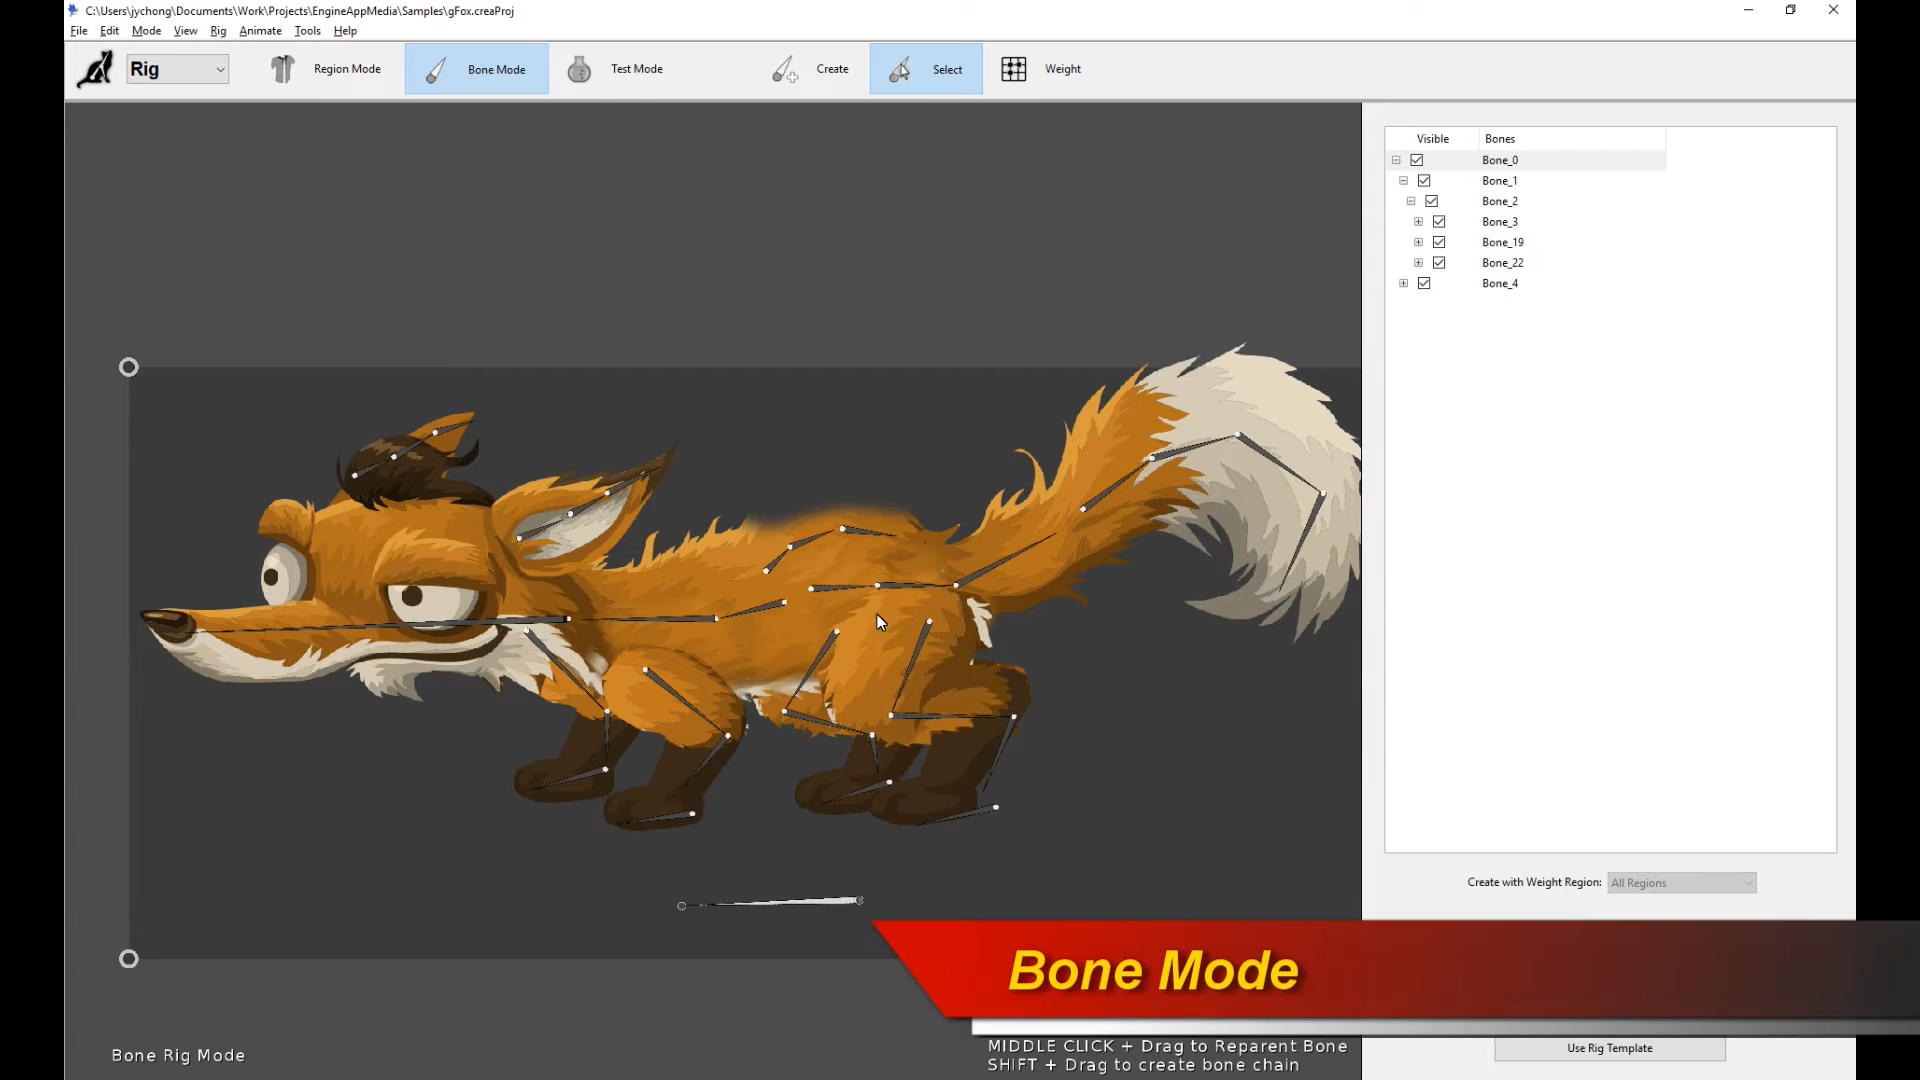 C:\Users\jychong\Documents\Work\Projects\EngineAppMedia\Samples\gFox.creaProj
File Edit Mode View Rig Animate Tools Help
Rig Region Mode Bone Mode Test Mode Create Select Weight
Visible Bones
Bone_0
Bone_1
Bone_2
Bone_3
Bone_19
Bone_22
Bone_4
Create with Weight Region: All Regions
Bone Mode
Bone Rig Mode
MIDDLE CLICK + Drag to Reparent Bone
SHIFT + Drag to create bone chain
Use Rig Template